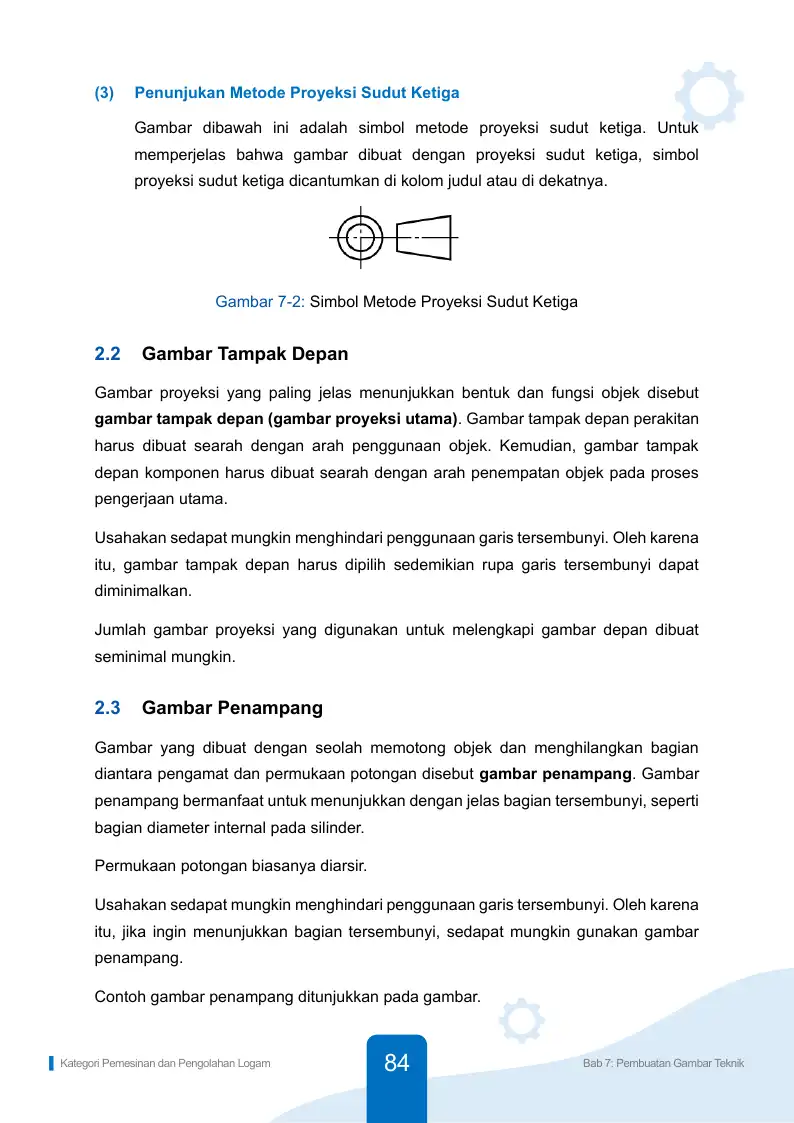 (3) Penunjukan Metode Proyeksi Sudut Ketiga
Gambar dibawah ini adalah simbol metode proyeksi sudut ketiga. Untuk
memperjelas bahwa gambar dibuat dengan proyeksi sudut ketiga, simbol
proyeksi sudut ketiga dicantumkan di kolom judul atau di dekatnya.
Gambar 7-2: Simbol Metode Proyeksi Sudut Ketiga
2.2 Gambar Tampak Depan
Gambar proyeksi yang paling jelas menunjukkan bentuk dan fungsi objek disebut
gambar tampak depan (gambar proyeksi utama). Gambar tampak depan perakitan
harus dibuat searah dengan arah penggunaan objek. Kemudian, gambar tampak
depan komponen harus dibuat searah dengan arah penempatan objek pada proses
pengerjaan utama.
Usahakan sedapat mungkin menghindari penggunaan garis tersembunyi. Oleh karena
itu, gambar tampak depan harus dipilih sedemikian rupa garis tersembunyi dapat
diminimalkan.
Jumlah gambar proyeksi yang digunakan untuk melengkapi gambar depan dibuat
seminimal mungkin.
2.3 Gambar Penampang
Gambar yang dibuat dengan seolah memotong objek dan menghilangkan bagian
diantara pengamat dan permukaan potongan disebut gambar penampang. Gambar
penampang bermanfaat untuk menunjukkan dengan jelas bagian tersembunyi, seperti
bagian diameter internal pada silinder.
Permukaan potongan biasanya diarsir.
Usahakan sedapat mungkin menghindari penggunaan garis tersembunyi. Oleh karena
itu, jika ingin menunjukkan bagian tersembunyi, sedapat mungkin gunakan gambar
penampang.
Contoh gambar penampang ditunjukkan pada gambar.
Kategori Pemesinan dan Pengolahan Logam
84
Bab 7: Pembuatan Gambar Teknik